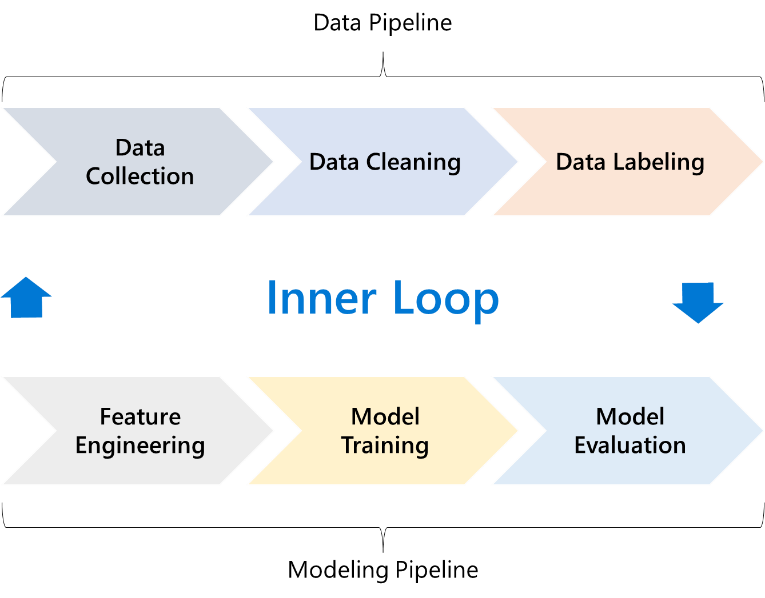 Data Pipeline
Data
Collection
Data Cleaning
Data Labeling
Inner Loop
Feature
Engineering
Model
Training
Model
Evaluation
Modeling Pipeline